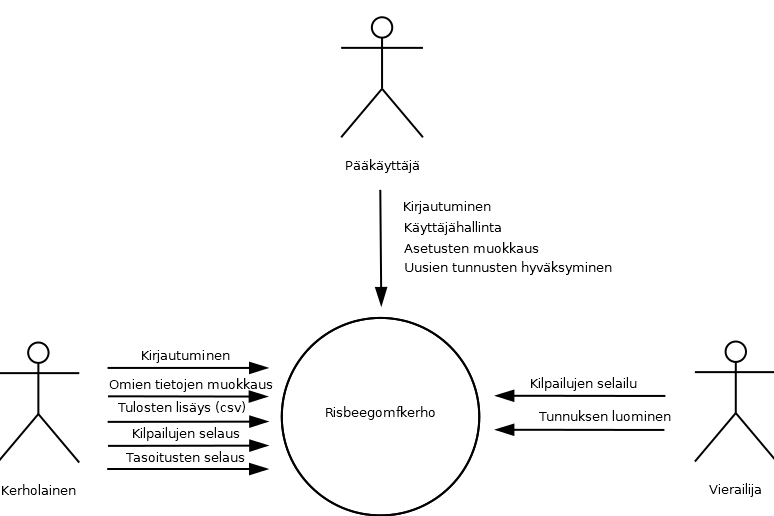 Pääkäyttäjä
Kirjautuminen
Käyttäjähallinta
Asetusten muokkaus
Uusien tunnusten hyväksyminen
Kirjautuminen
Omien tietojen muokkaus
Tulosten lisäys (csv)
Kilpailujen selaus
Tasoitusten selaus
Kerholainen
Risbeegomfkerho
Kilpailujen selailu
Tunnuksen luominen
Vierailija